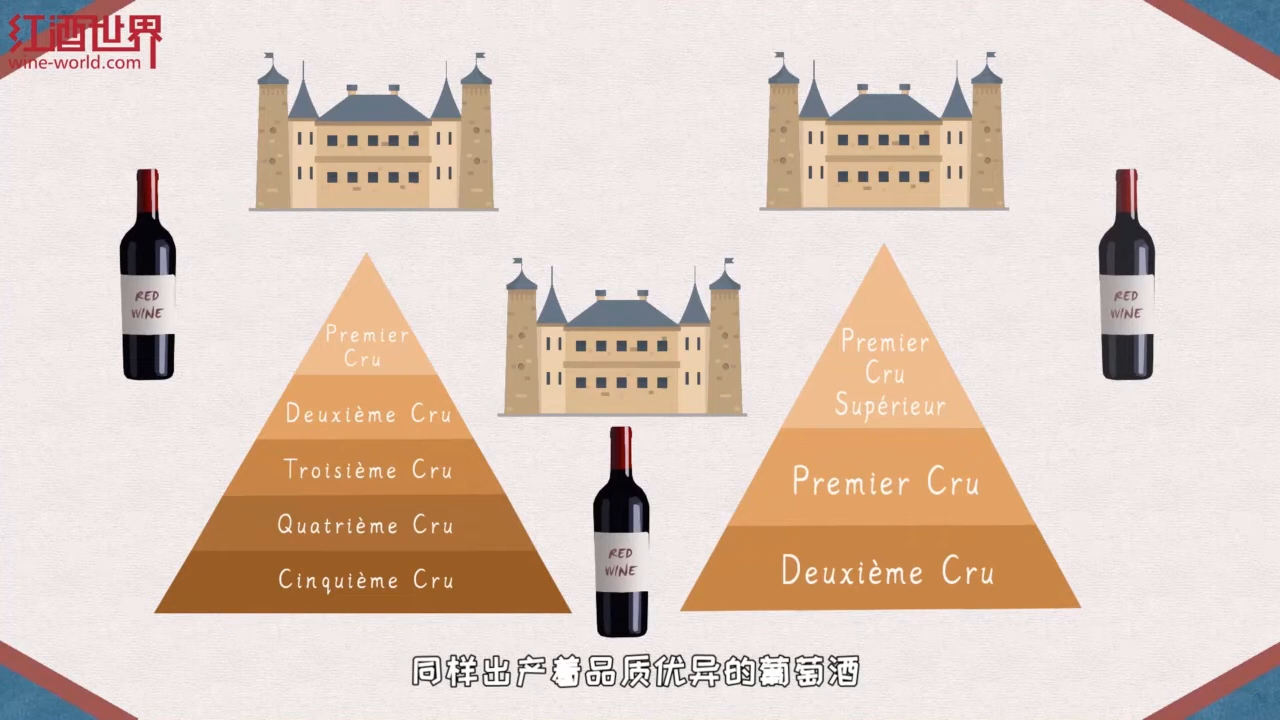 红酒世界
wine-world.com
RED
WINE
Premier
Cru
Deuxième Cru
Troisième Cru
Quatrième Cru
Cinquième Cru
RED
WINE
Premier
Cru
Supérieur
Premier Cru
Deuxième Cru
RED
WINE
同样出产着品质优异的葡萄酒